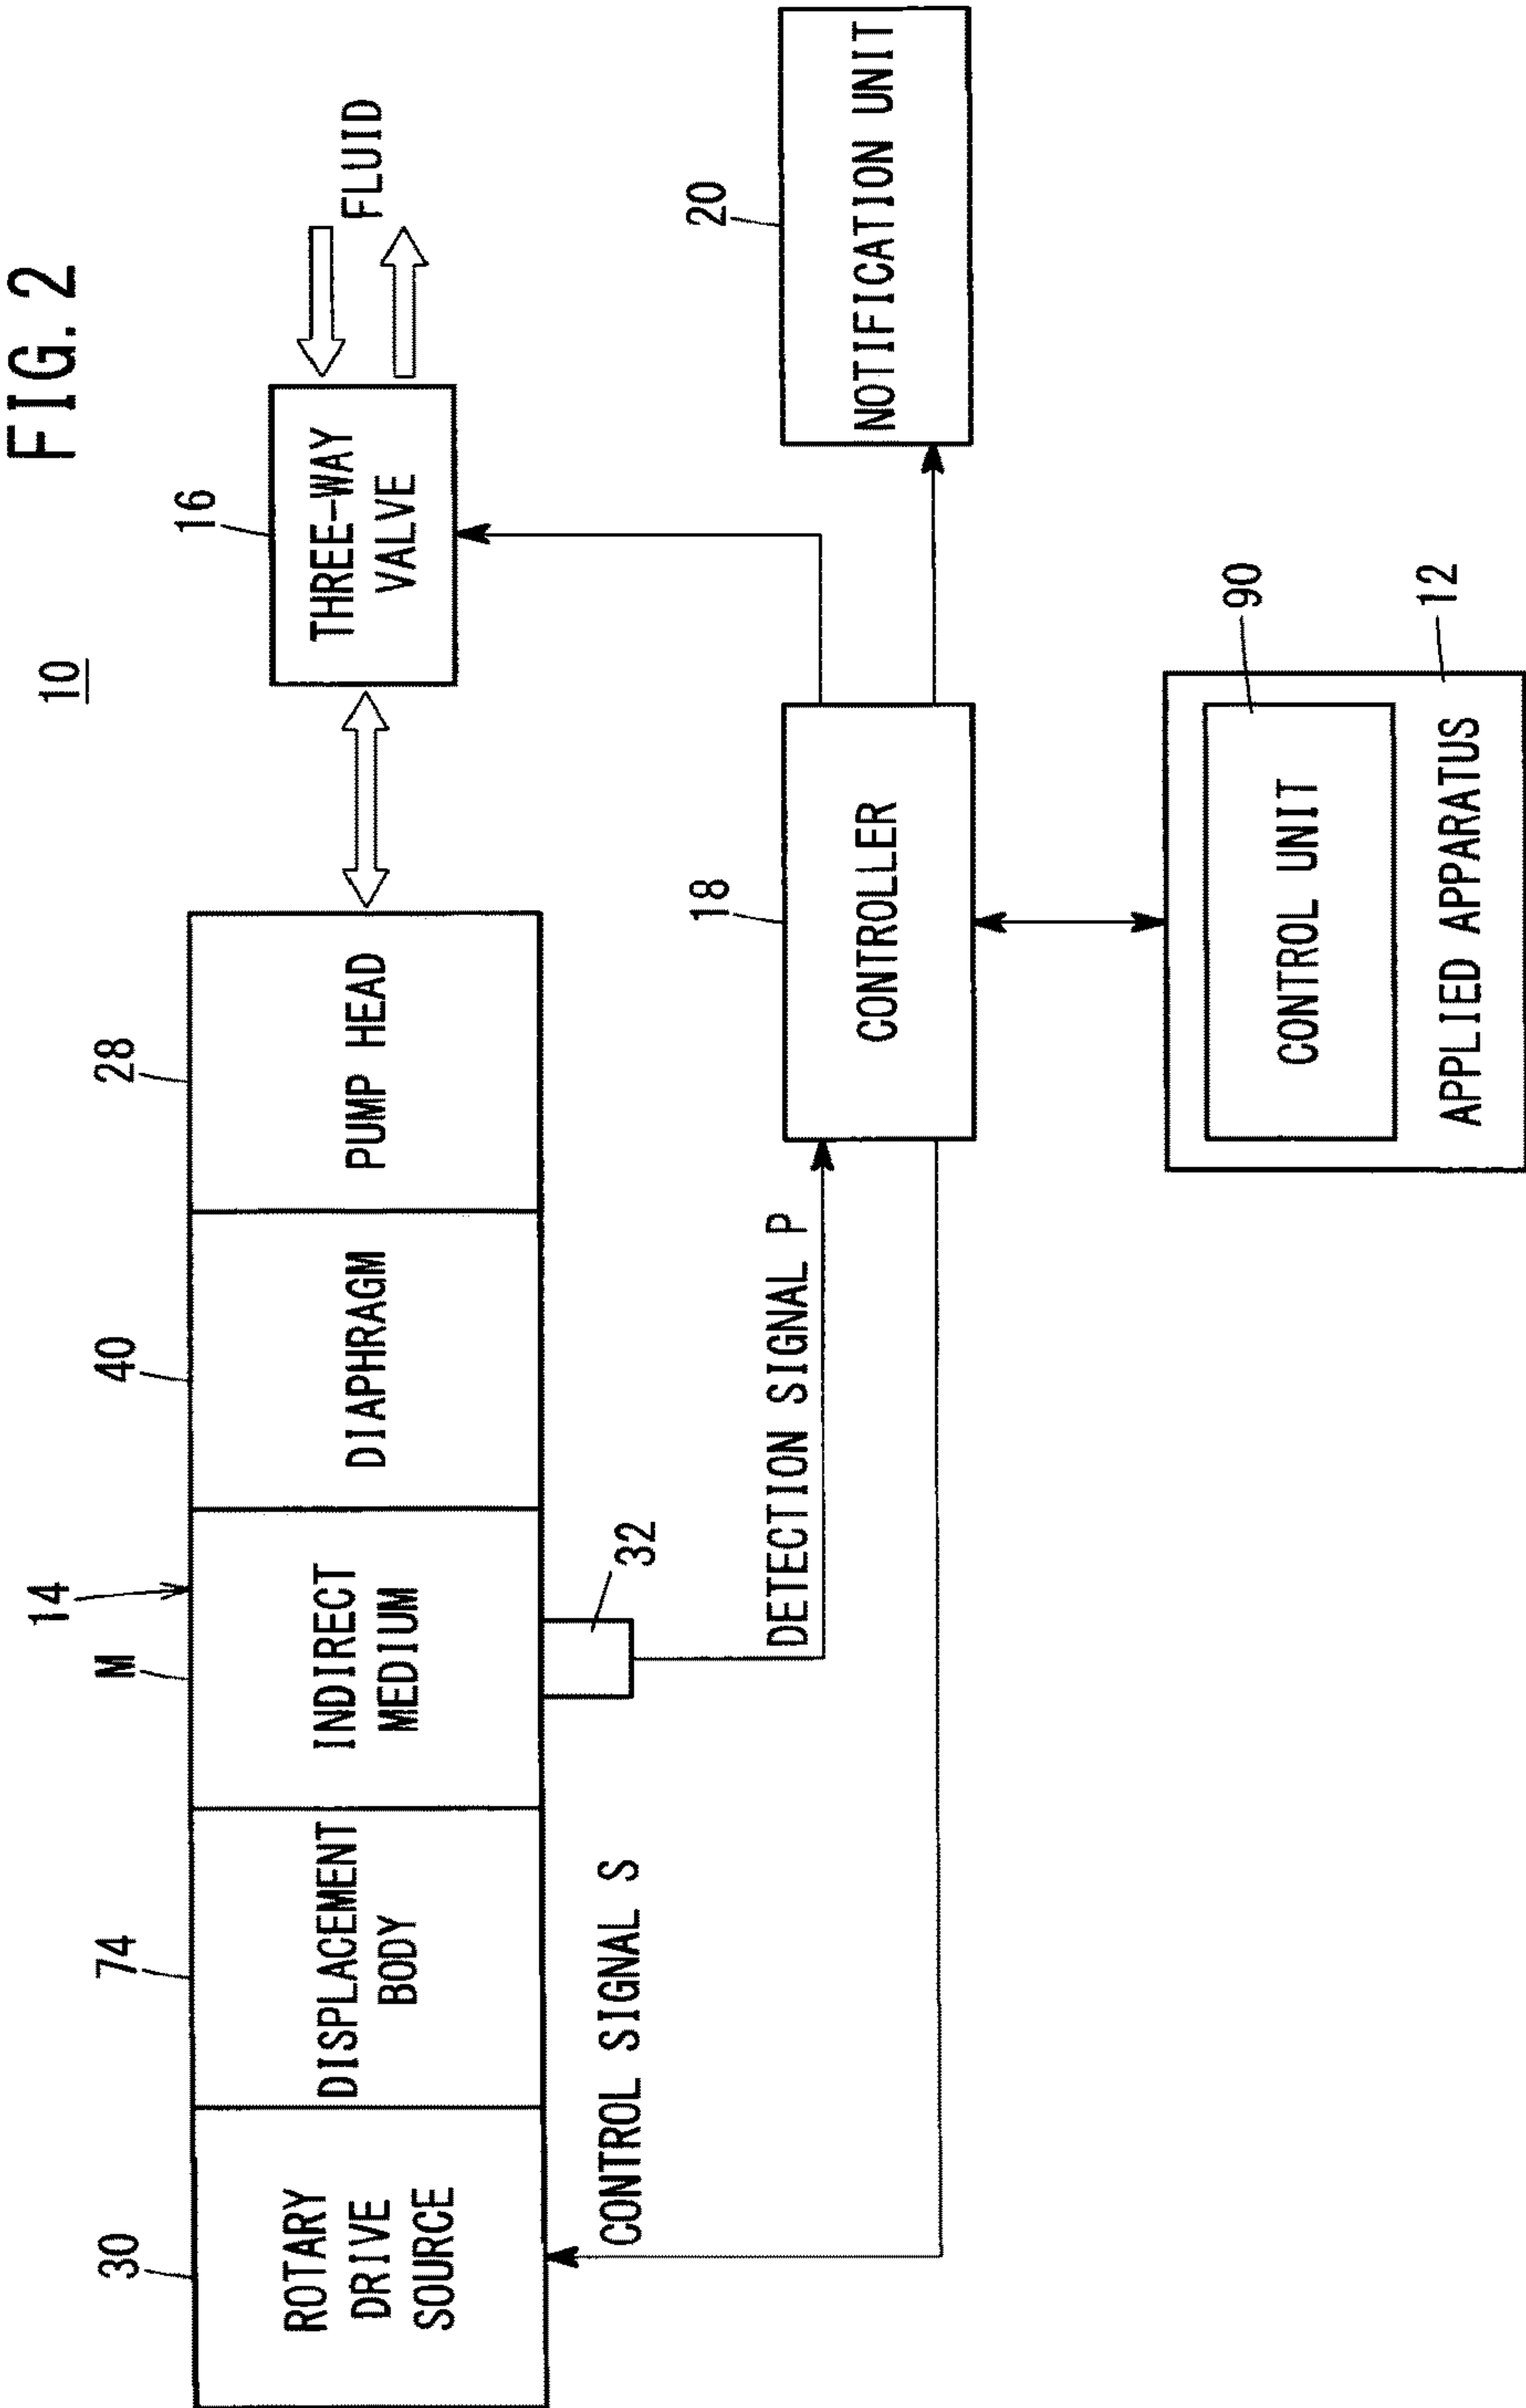 FIG. 2
10
14
30
74
M
40
28
16
ROTARY
DRIVE
SOURCE
DISPLACEMENT
BODY
INDIRECT
MEDIUM
DIAPHRAGM
PUMP HEAD
THREE-WAY
VALVE
FLUID
32
CONTROL SIGNAL S
DETECTION SIGNAL P
18
CONTROLLER
20
NOTIFICATION UNIT
90
CONTROL UNIT
12
APPLIED APPARATUS